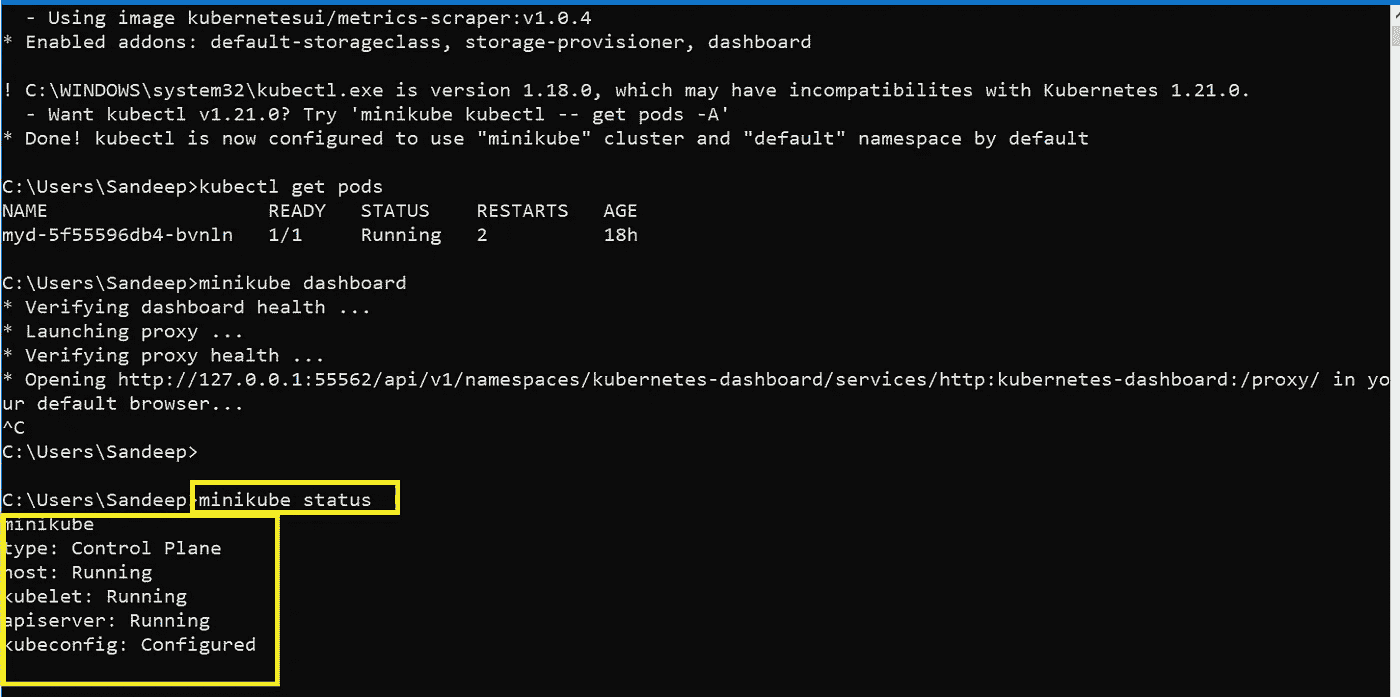 - Using image kubernetesui/metrics-scraper:v1.0.4
* Enabled addons: default-storageclass, storage-provisioner, dashboard
! C:\WINDOWS\system32\kubectl.exe is version 1.18.0, which may have incompatibilites with Kubernetes 1.21.0.
- Want kubectl v1.21.0? Try 'minikube kubectl -- get pods -A'
* Done! kubectl is now configured to use "minikube" cluster and "default" namespace by default
C:\Users\Sandeep>kubectl get pods
NAME READY STATUS RESTARTS AGE
myd-5f55596db4-bvnln 1/1 Running 2 18h
C:\Users\Sandeep>minikube dashboard
* Verifying dashboard health ...
* Launching proxy ...
* Verifying proxy health ...
* Opening http://127.0.0.1:55562/api/v1/namespaces/kubernetes-dashboard/services/http:kubernetes-dashboard:/proxy/ in yo
ur default browser...
^C
C:\Users\Sandeep>
C:\Users\Sandeep>minikube status
minikube
type: Control Plane
host: Running
kubelet: Running
apiserver: Running
kubeconfig: Configured